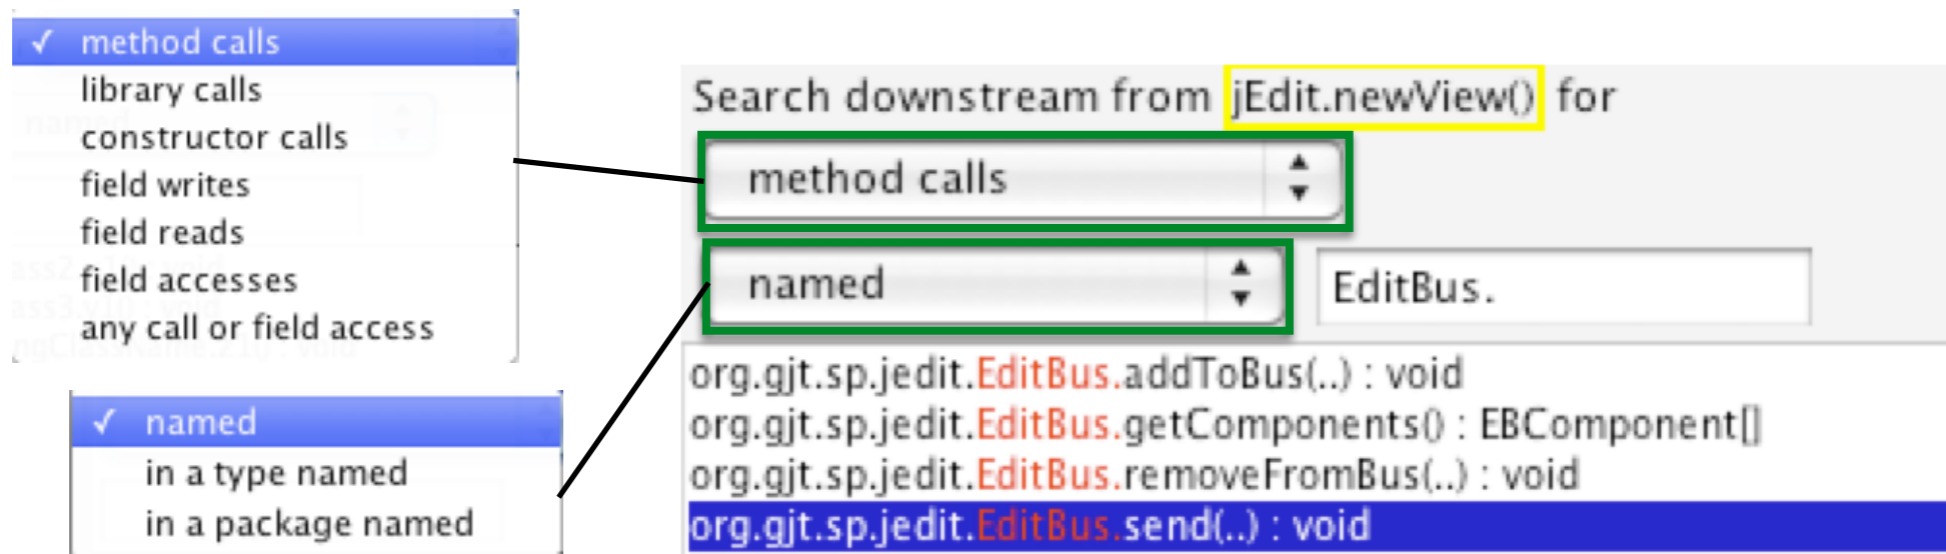 ✓ method calls
library calls
constructor calls
field writes
field reads
field accesses
any call or field access
✓ named
in a type named
in a package named
Search downstream from jEdit.newView() for
method calls
named
EditBus.
org.gjt.sp.jedit.EditBus.addToBus(..) : void
org.gjt.sp.jedit.EditBus.getComponents() : EBComponent[]
org.gjt.sp.jedit.EditBus.removeFromBus(..) : void
org.gjt.sp.jedit.EditBus.send(..) : void